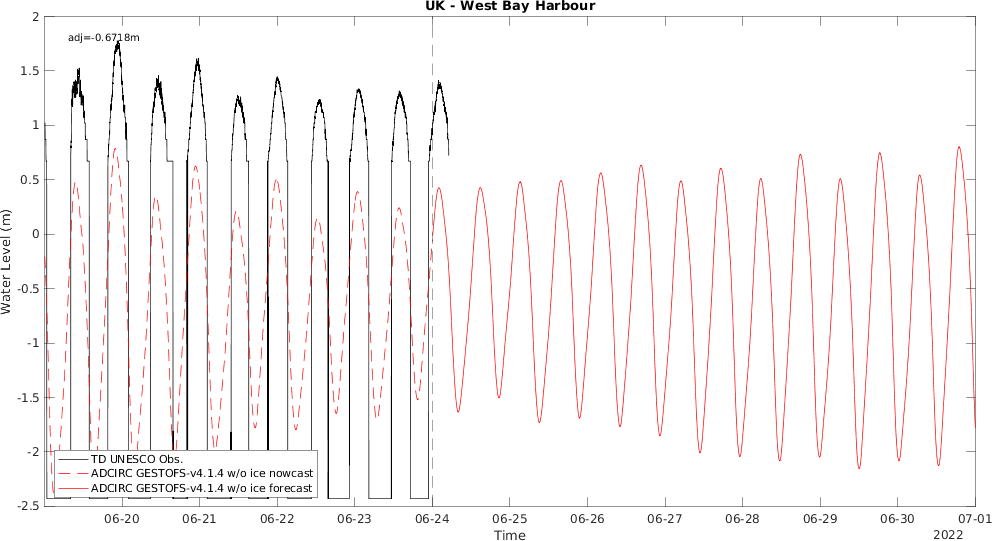 UK - West Bay Harbour
adj=-0.6718m
2
1.5
1
0.5
0
-0.5
-1
-1.5
-2
-2.5
Water Level (m)
TD UNESCO Obs.
ADCIRC GESTOFS-v4.1.4 w/o ice nowcast
ADCIRC GESTOFS-v4.1.4 w/o ice forecast
06-20 06-21 06-22 06-23 06-24 06-25 06-26 06-27 06-28 06-29 06-30 07-01
Time
2022